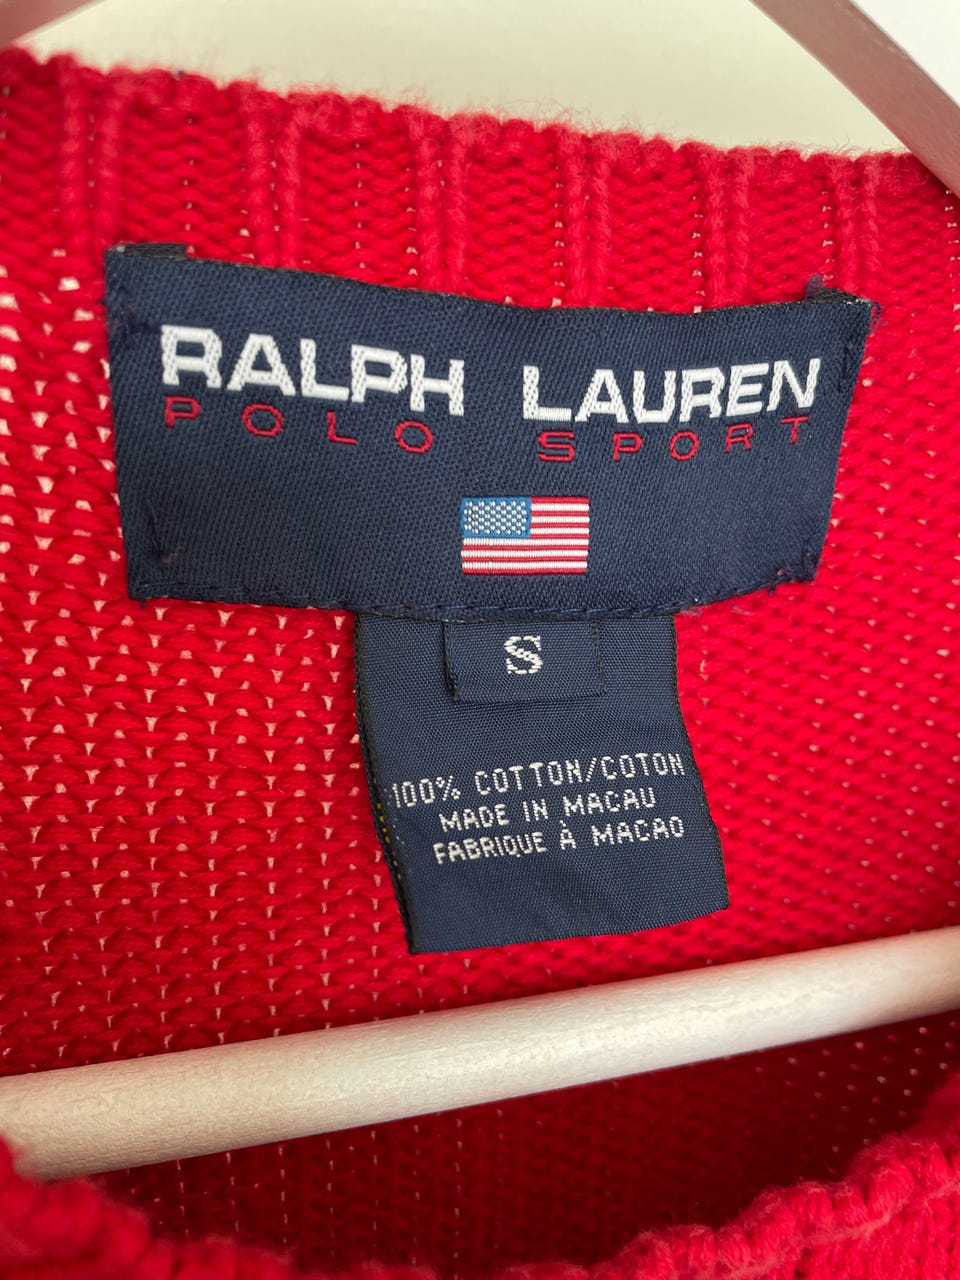 RALPH LAUREN
POLO SPORT
S
100% COTTON/COTON
MADE IN MACAU
FABRIQUE À MACAO